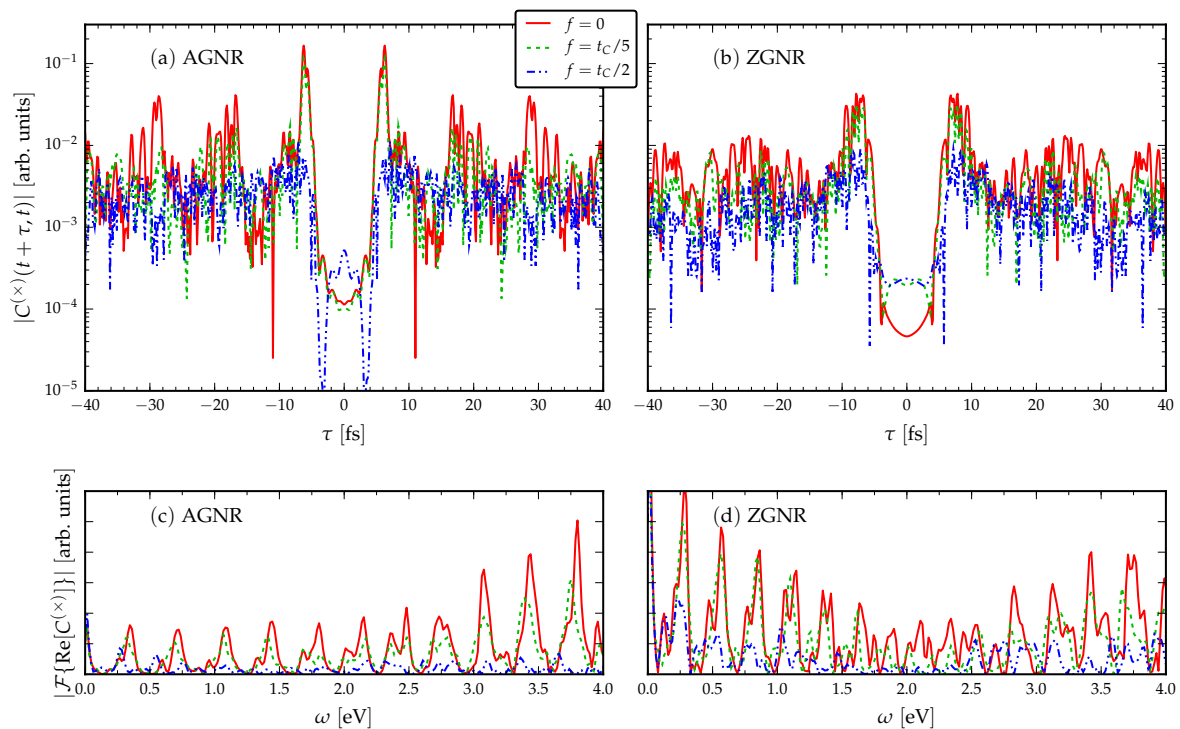 f = 0
f = t_C/5
f = t_C/2
(a) AGNR
(b) ZGNR
|C^(×)(t + τ, t)| [arb. units]
10^−1
10^−2
10^−3
10^−4
10^−5
−40 −30 −20 −10 0 10 20 30 40
−40 −30 −20 −10 0 10 20 30 40
τ [fs]
τ [fs]
(c) AGNR
(d) ZGNR
|ℱ{Re[C^(×)]}| [arb. units]
0.0 0.5 1.0 1.5 2.0 2.5 3.0 3.5 4.0
0.0 0.5 1.0 1.5 2.0 2.5 3.0 3.5 4.0
ω [eV]
ω [eV]